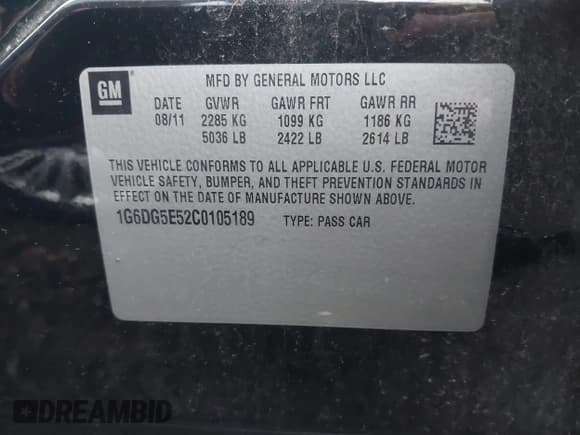 GM
MFD BY GENERAL MOTORS LLC
DATE GVWR GAWR FRT GAWR RR
08/11 2285 KG 1099 KG 1186 KG
5036 LB 2422 LB 2614 LB
THIS VEHICLE CONFORMS TO ALL APPLICABLE U.S. FEDERAL MOTOR
VEHICLE SAFETY, BUMPER, AND THEFT PREVENTION STANDARDS IN
EFFECT ON THE DATE OF MANUFACTURE SHOWN ABOVE.
1G6DG5E52C0105189 TYPE: PASS CAR
DREAMBID